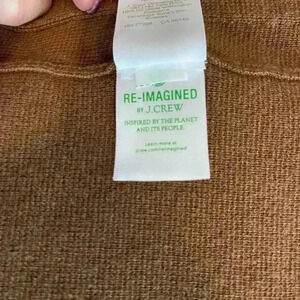 RE-IMAGINED
BY J.CREW
INSPIRED BY THE PLANET
AND ITS PEOPLE.
Learn more at
jcrew.com/reimagined